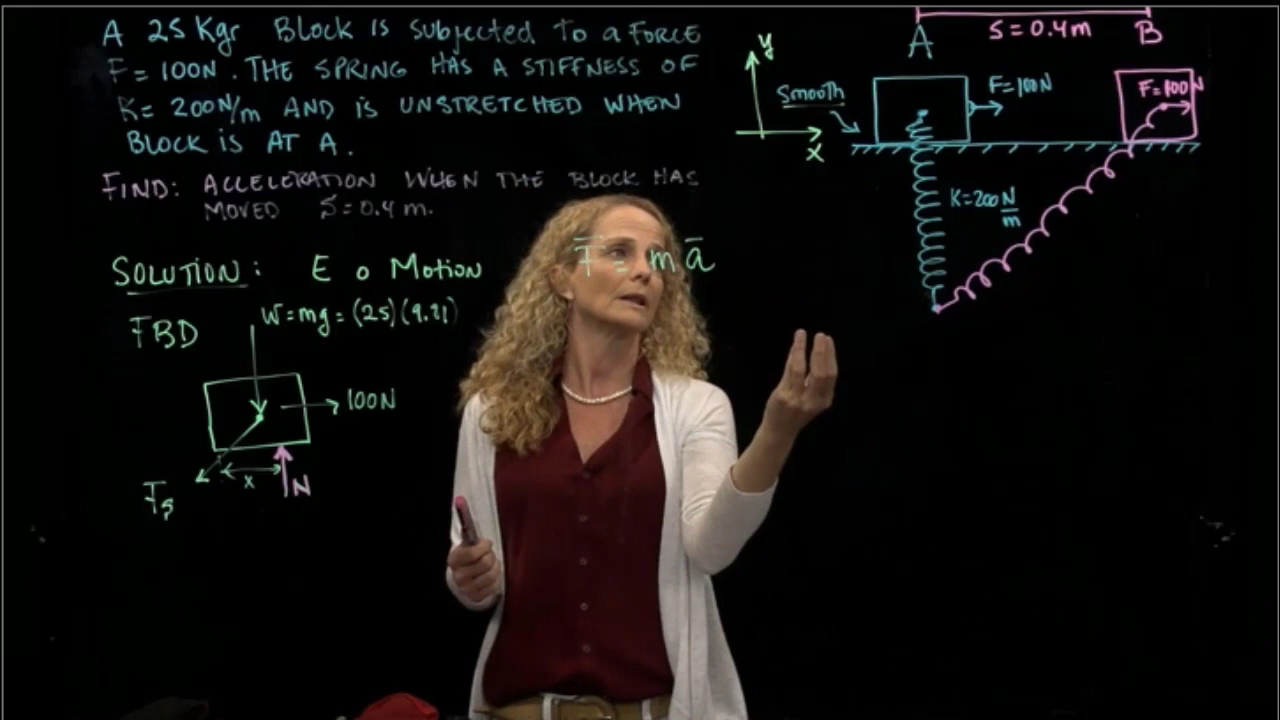 A 25 Kgr BLOCK IS SUBJECTED TO A FORCE
F = 100N. THE SPRING HAS A STIFFNESS OF
K = 200N/m AND IS UNSTRETCHED WHEN
BLOCK IS AT A.
FIND: ACCELERATION WHEN THE BLOCK HAS
MOVED S = 0.4 m.
SOLUTION: E o Motion
F̄ = m ā
FBD
W = mg = (25)(9.81)
100N
x
N
Fs
A
S = 0.4 m
B
y
x
Smooth
F = 100N
F = 100N
K = 200 N/m